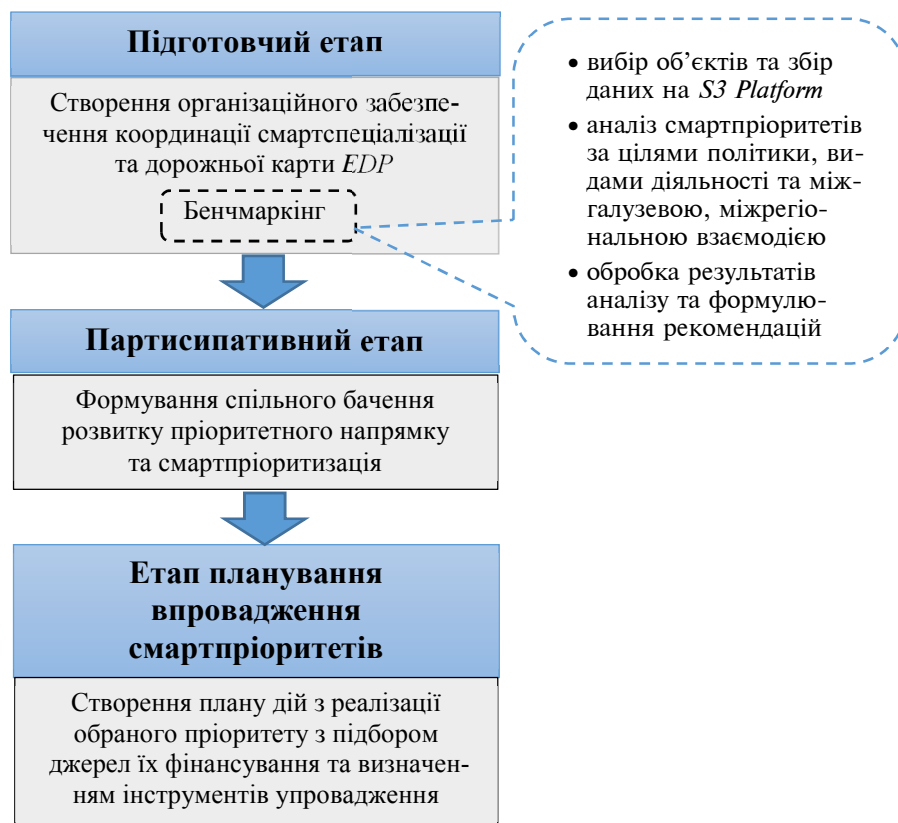 Підготовчий етап
Створення організаційного забезпе-
чення координації смартспеціалізації
та дорожньої карти EDP
Бенчмаркінг
• вибір об’єктів та збір
даних на S3 Platform
• аналіз смартпріоритетів
за цілями політики, ви-
дами діяльності та між-
галузевою, міжрегіо-
нальною взаємодією
• обробка результатів
аналізу та формулю-
вання рекомендацій
Партисипативний етап
Формування спільного бачення
розвитку пріоритетного напрямку
та смартпріоритизація
Етап планування
впровадження
смартпріоритетів
Створення плану дій з реалізації
обраного пріоритету з підбором
джерел їх фінансування та визначен-
ням інструментів упровадження